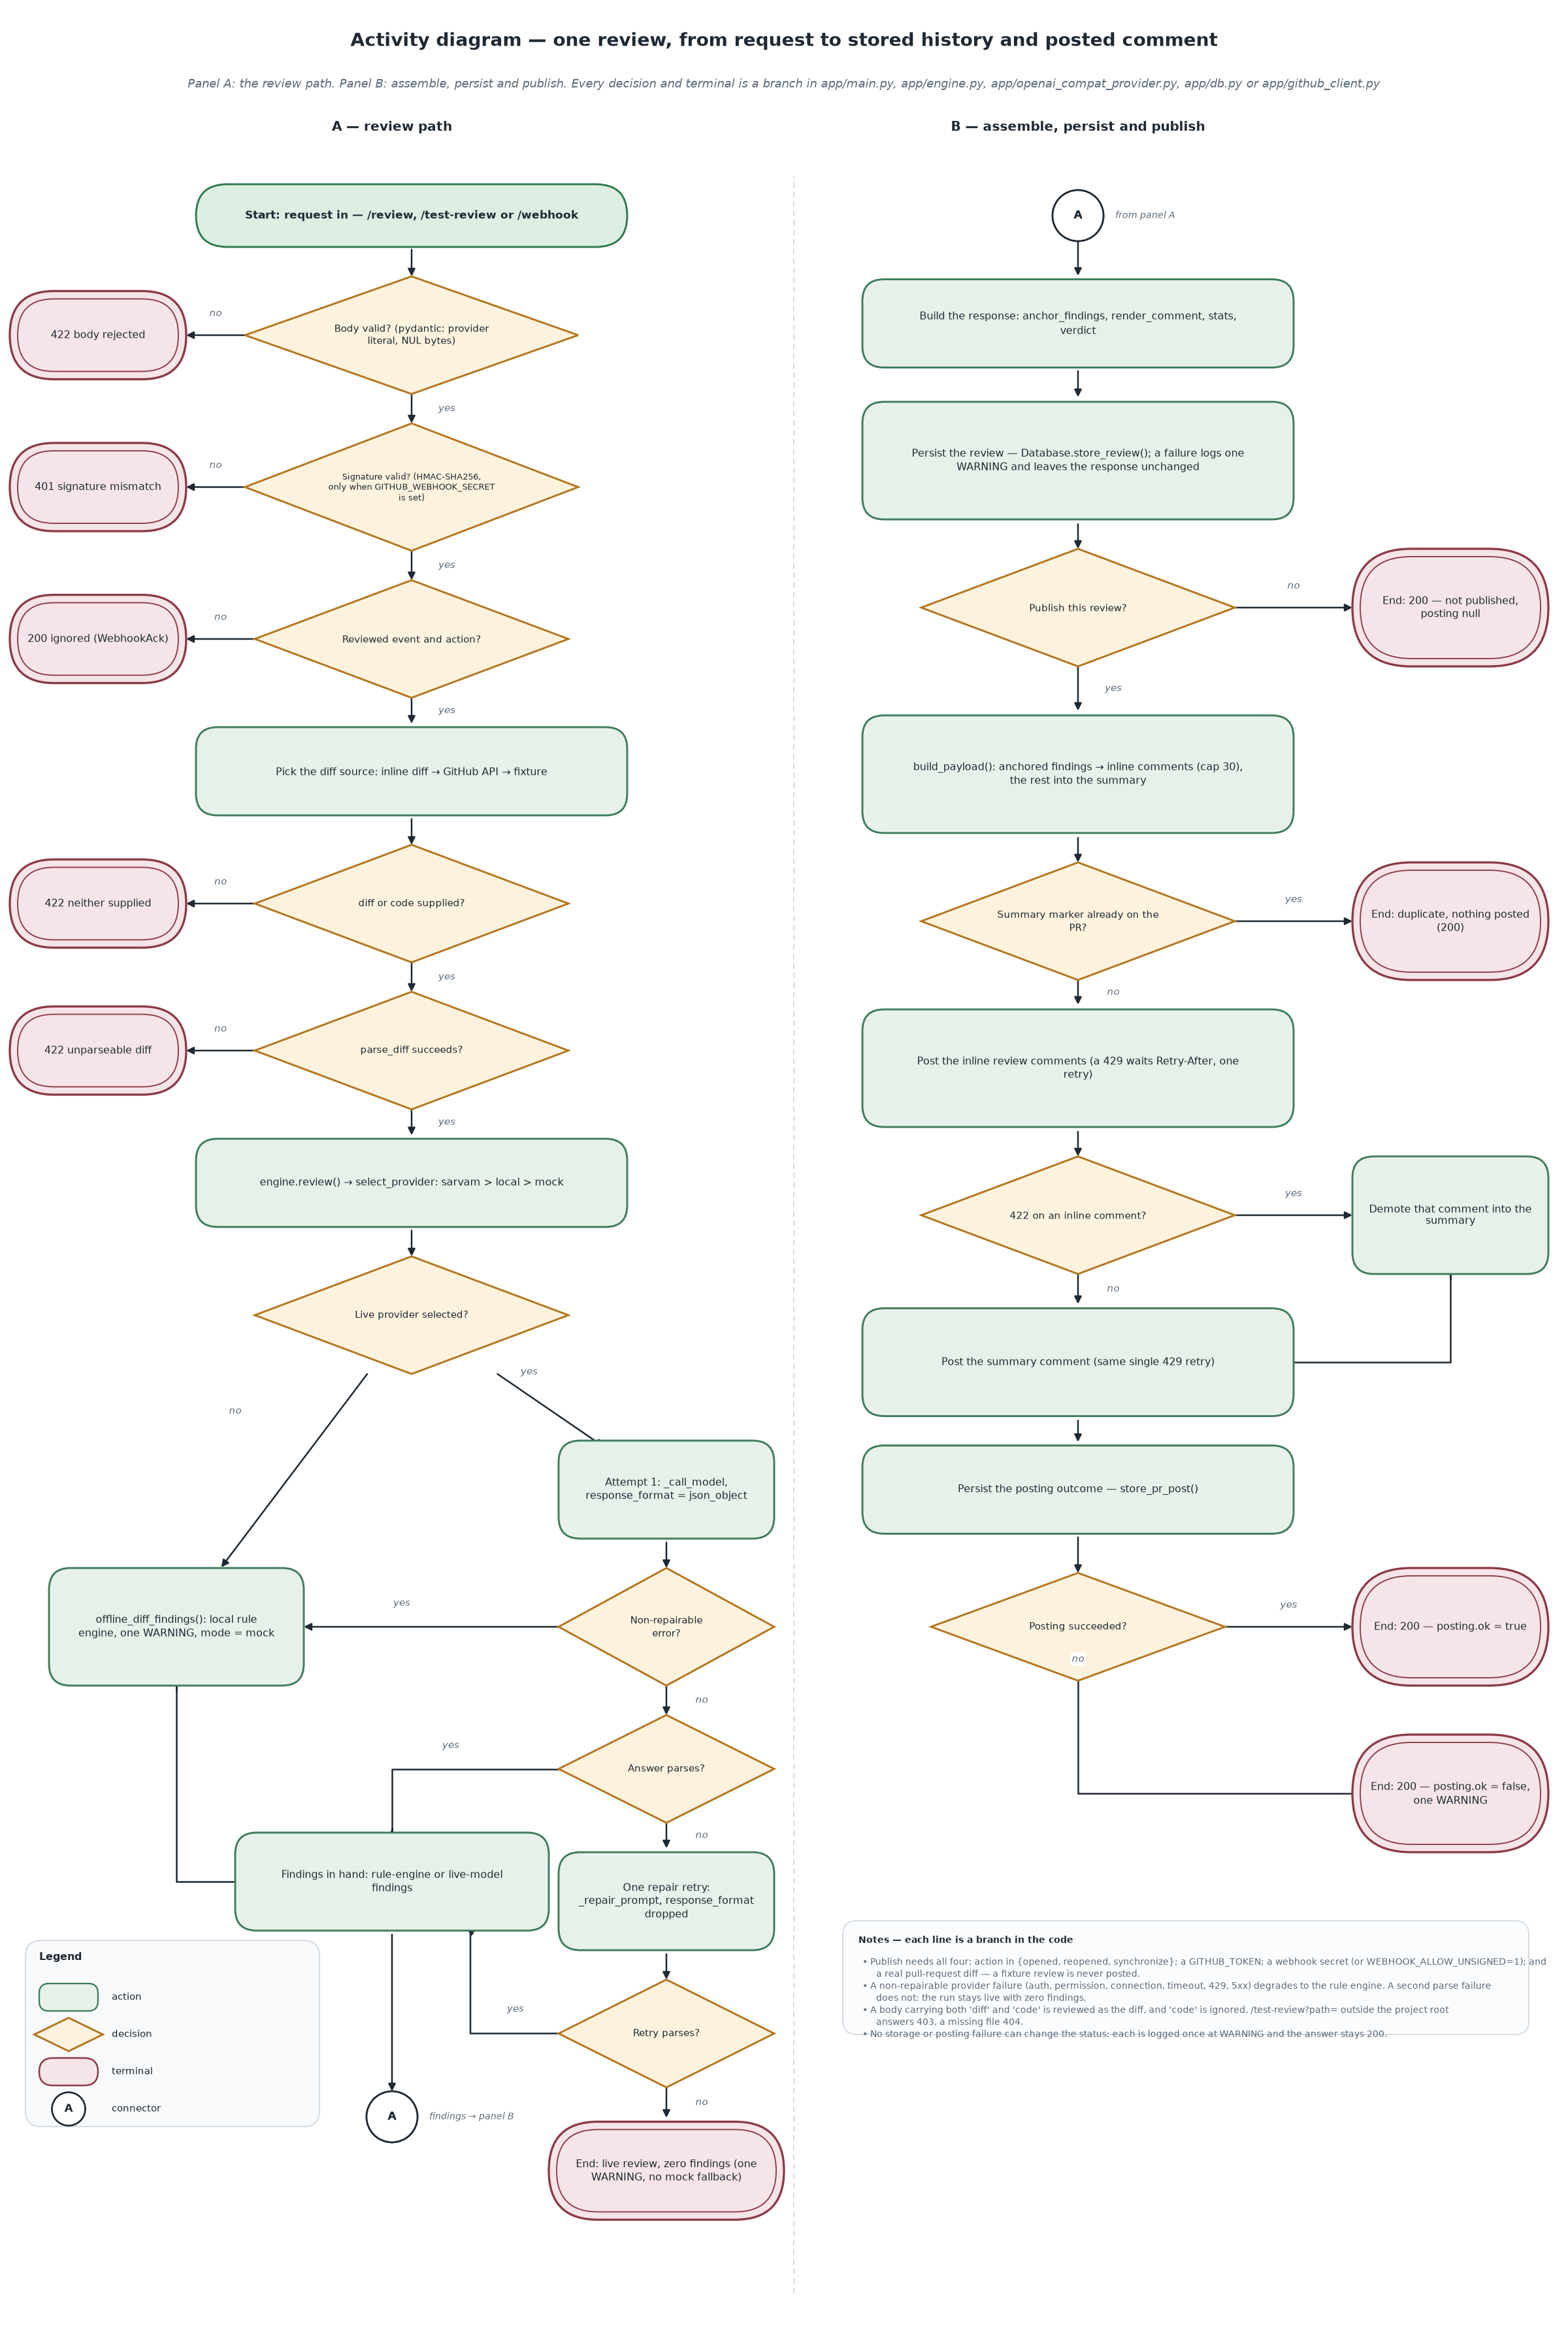 Activity diagram — one review, from request to stored history and posted comment
Panel A: the review path. Panel B: assemble, persist and publish. Every decision and terminal is a branch in app/main.py, app/engine.py, app/openai_compat_provider.py, app/db.py or app/github_client.py
A — review path
Start: request in — /review, /test-review or /webhook
Body valid? (pydantic: provider
literal, NUL bytes)
no
422 body rejected
yes
Signature valid? (HMAC-SHA256,
only when GITHUB_WEBHOOK_SECRET
is set)
no
401 signature mismatch
yes
Reviewed event and action?
no
200 ignored (WebhookAck)
yes
Pick the diff source: inline diff → GitHub API → fixture
diff or code supplied?
no
422 neither supplied
yes
parse_diff succeeds?
no
422 unparseable diff
yes
engine.review() → select_provider: sarvam > local > mock
Live provider selected?
yes
no
Attempt 1: _call_model,
response_format = json_object
offline_diff_findings(): local rule
engine, one WARNING, mode = mock
yes
Non-repairable
error?
no
yes
Answer parses?
no
Findings in hand: rule-engine or live-model
findings
One repair retry:
_repair_prompt, response_format
dropped
yes
Retry parses?
no
A
findings → panel B
End: live review, zero findings (one
WARNING, no mock fallback)
Legend
action
decision
terminal
A
connector
B — assemble, persist and publish
A
from panel A
Build the response: anchor_findings, render_comment, stats,
verdict
Persist the review — Database.store_review(); a failure logs one
WARNING and leaves the response unchanged
Publish this review?
no
End: 200 — not published,
posting null
yes
build_payload(): anchored findings → inline comments (cap 30),
the rest into the summary
Summary marker already on the
PR?
yes
End: duplicate, nothing posted
(200)
no
Post the inline review comments (a 429 waits Retry-After, one
retry)
422 on an inline comment?
yes
Demote that comment into the
summary
no
Post the summary comment (same single 429 retry)
Persist the posting outcome — store_pr_post()
Posting succeeded?
yes
End: 200 — posting.ok = true
no
End: 200 — posting.ok = false,
one WARNING
Notes — each line is a branch in the code
• Publish needs all four: action in {opened, reopened, synchronize}; a GITHUB_TOKEN; a webhook secret (or WEBHOOK_ALLOW_UNSIGNED=1); and
a real pull-request diff — a fixture review is never posted.
• A non-repairable provider failure (auth, permission, connection, timeout, 429, 5xx) degrades to the rule engine. A second parse failure
does not: the run stays live with zero findings.
• A body carrying both 'diff' and 'code' is reviewed as the diff, and 'code' is ignored. /test-review?path= outside the project root
answers 403, a missing file 404.
• No storage or posting failure can change the status: each is logged once at WARNING and the answer stays 200.